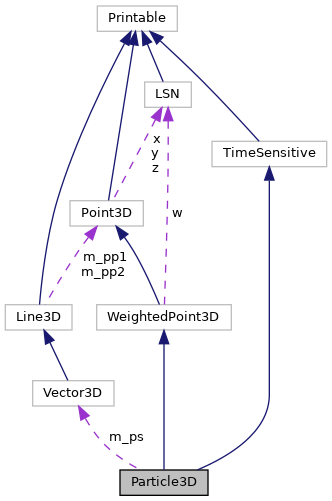 Printable
LSN
x
y
z
TimeSensitive
Point3D
w
m_pp1
m_pp2
Line3D
WeightedPoint3D
Vector3D
m_ps
Particle3D